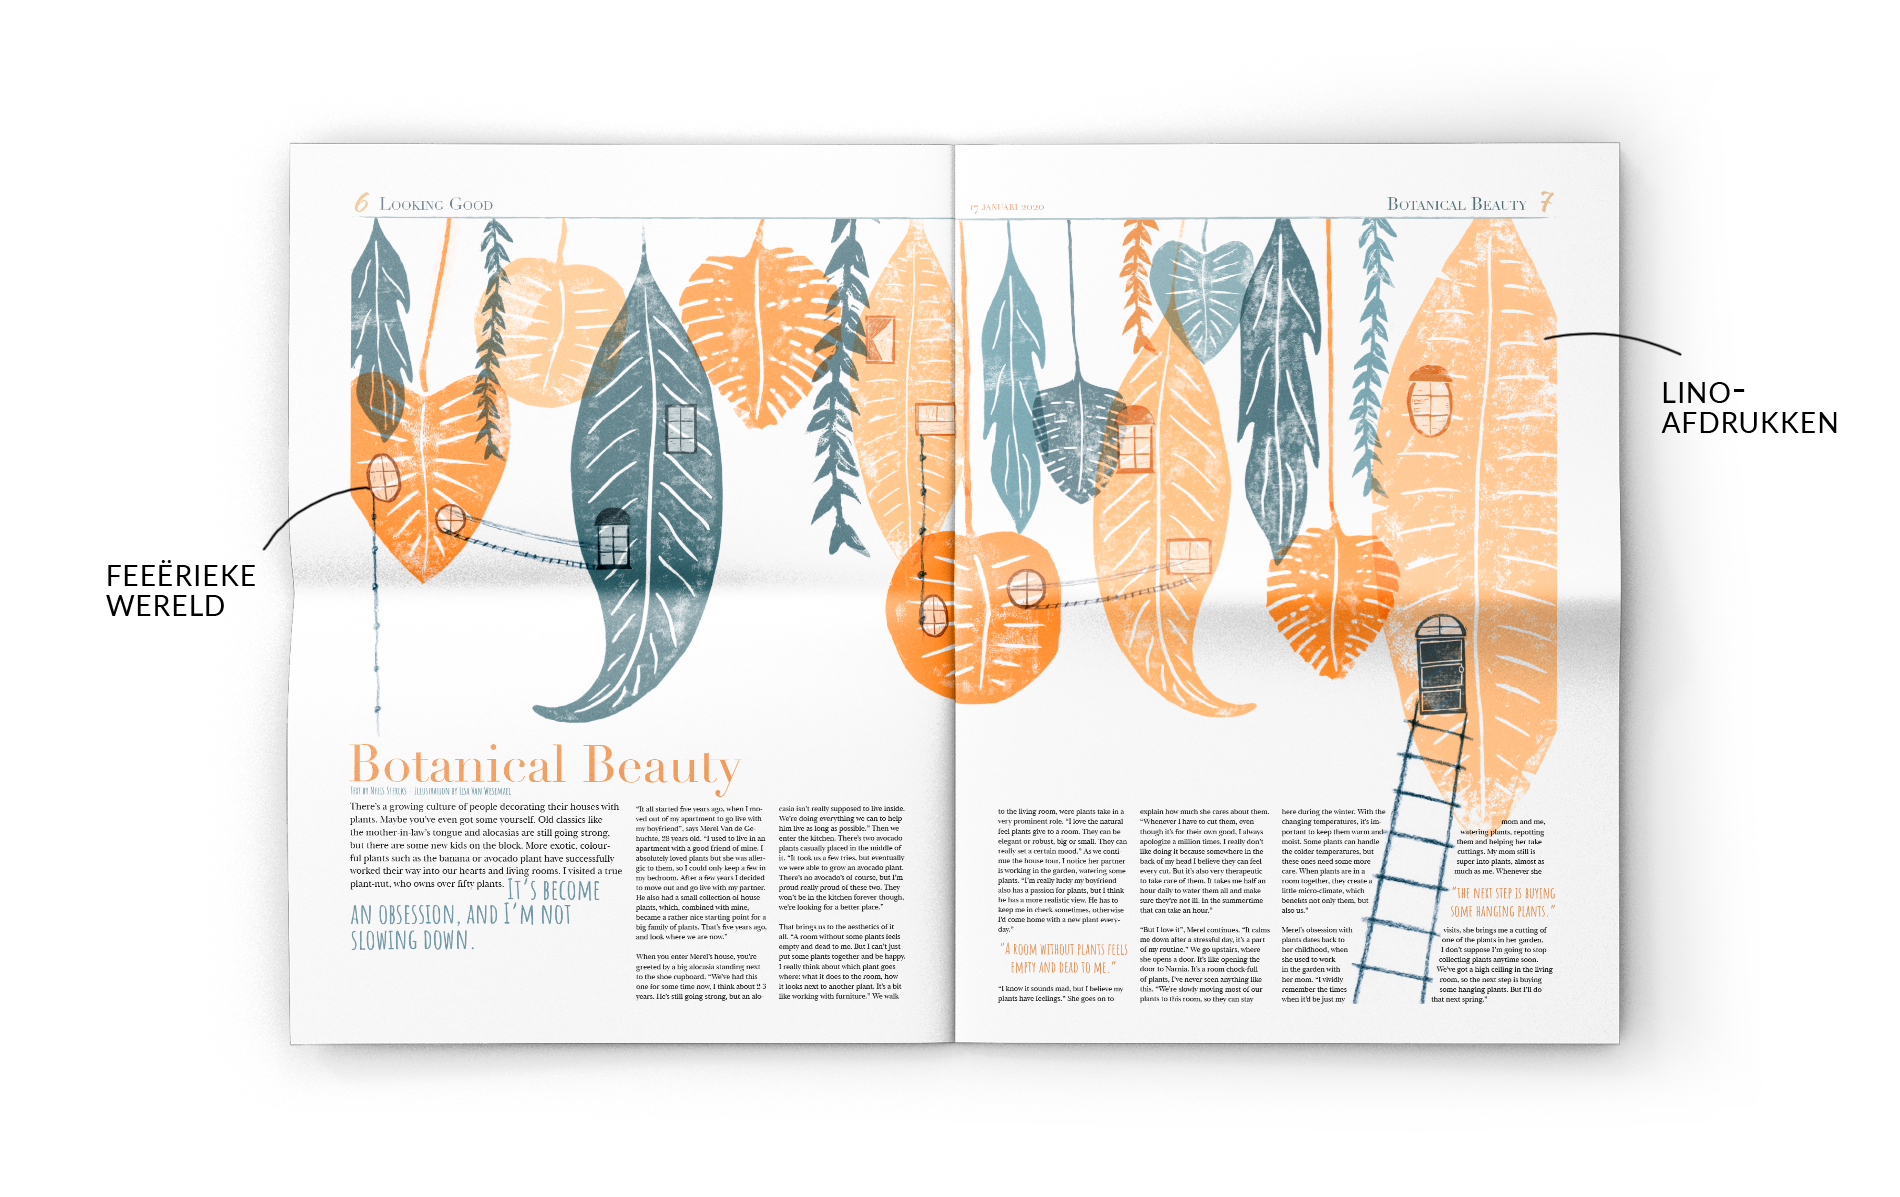 6 Looking Good
17 JANUARI 2020
Botanical Beauty 7
LINO-
AFDRUKKEN
FEEËRIEKE
WERELD
Botanical Beauty
Text by Niels Sterckx - Illustration by Lisa Van Wesemael
There's a growing culture of people decorating their houses with
plants. Maybe you've even got some yourself. Old classics like
the mother-in-law's tongue and alocasias are still going strong,
but there are some new kids on the block. More exotic, colour-
ful plants such as the banana or avocado plant have successfully
worked their way into our hearts and living rooms. I visited a true
plant-nut, who owns over fifty plants. IT'S BECOME
AN OBSESSION, AND I'M NOT
SLOWING DOWN.
"It all started five years ago, when I mo-
ved out of my apartment to go live with
my boyfriend", says Merel Van de Ge-
huchte, 28 years old. "I used to live in an
apartment with a good friend of mine. I
absolutely loved plants but she was aller-
gic to them, so I could only keep a few in
my bedroom. After a few years I decided
to move out and go live with my partner.
He also had a small collection of house
plants, which, combined with mine,
became a rather nice starting point for a
big family of plants. That's five years ago,
and look where we are now."
When you enter Merel's house, you're
greeted by a big alocasia standing next
to the shoe cupboard. "We've had this
one for some time now, I think about 2-3
years. He's still going strong, but an alo-
casia isn't really supposed to live inside.
We're doing everything we can to help
him live as long as possible." Then we
enter the kitchen. There's two avocado
plants casually placed in the middle of
it. "It took us a few tries, but eventually
we were able to grow an avocado plant.
There's no avocado's of course, but I'm
proud really proud of these two. They
won't be in the kitchen forever though,
we're looking for a better place."
That brings us to the aesthetics of it
all. "A room without some plants feels
empty and dead to me. But I can't just
put some plants together and be happy.
I really think about which plant goes
where: what it does to the room, how
it looks next to another plant. It's a bit
like working with furniture." We walk
to the living room, were plants take in a
very prominent role. "I love the natural
feel plants give to a room. They can be
elegant or robust, big or small. They can
really set a certain mood." As we conti-
nue the house tour, I notice her partner
is working in the garden, watering some
plants. "I'm really lucky my boyfriend
also has a passion for plants, but I think
he has a more realistic view. He has to
keep me in check sometimes, otherwise
I'd come home with a new plant every-
day."
"A ROOM WITHOUT PLANTS FEELS
EMPTY AND DEAD TO ME."
"I know it sounds mad, but I believe my
plants have feelings." She goes on to
explain how much she cares about them.
"Whenever I have to cut them, even
though it's for their own good, I always
apologize a million times. I really don't
like doing it because somewhere in the
back of my head I believe they can feel
every cut. But it's also very therapeutic
to take care of them. It takes me half an
hour daily to water them all and make
sure they're not ill. In the summertime
that can take an hour."
"But I love it", Merel continues. "It calms
me down after a stressful day, it's a part
of my routine." We go upstairs, where
she opens a door. It's like opening the
door to Narnia. It's a room chock-full
of plants, I've never seen anything like
this. "We're slowly moving most of our
plants to this room, so they can stay
here during the winter. With the
changing temperatures, it's im-
portant to keep them warm and
moist. Some plants can handle
the colder temperatures, but
these ones need some more
care. When plants are in a
room together, they create a
little micro-climate, which
benefits not only them, but
also us."
Merel's obsession with
plants dates back to
her childhood, when
she used to work
in the garden with
her mom. "I vividly
remember the times
when it'd be just my
mom and me,
watering plants, repotting
them and helping her take
cuttings. My mom still is
super into plants, almost as
much as me. Whenever she
"THE NEXT STEP IS BUYING
SOME HANGING PLANTS."
visits, she brings me a cutting of
one of the plants in her garden.
I don't suppose I'm going to stop
collecting plants anytime soon.
We've got a high ceiling in the living
room, so the next step is buying
some hanging plants. But I'll do
that next spring."